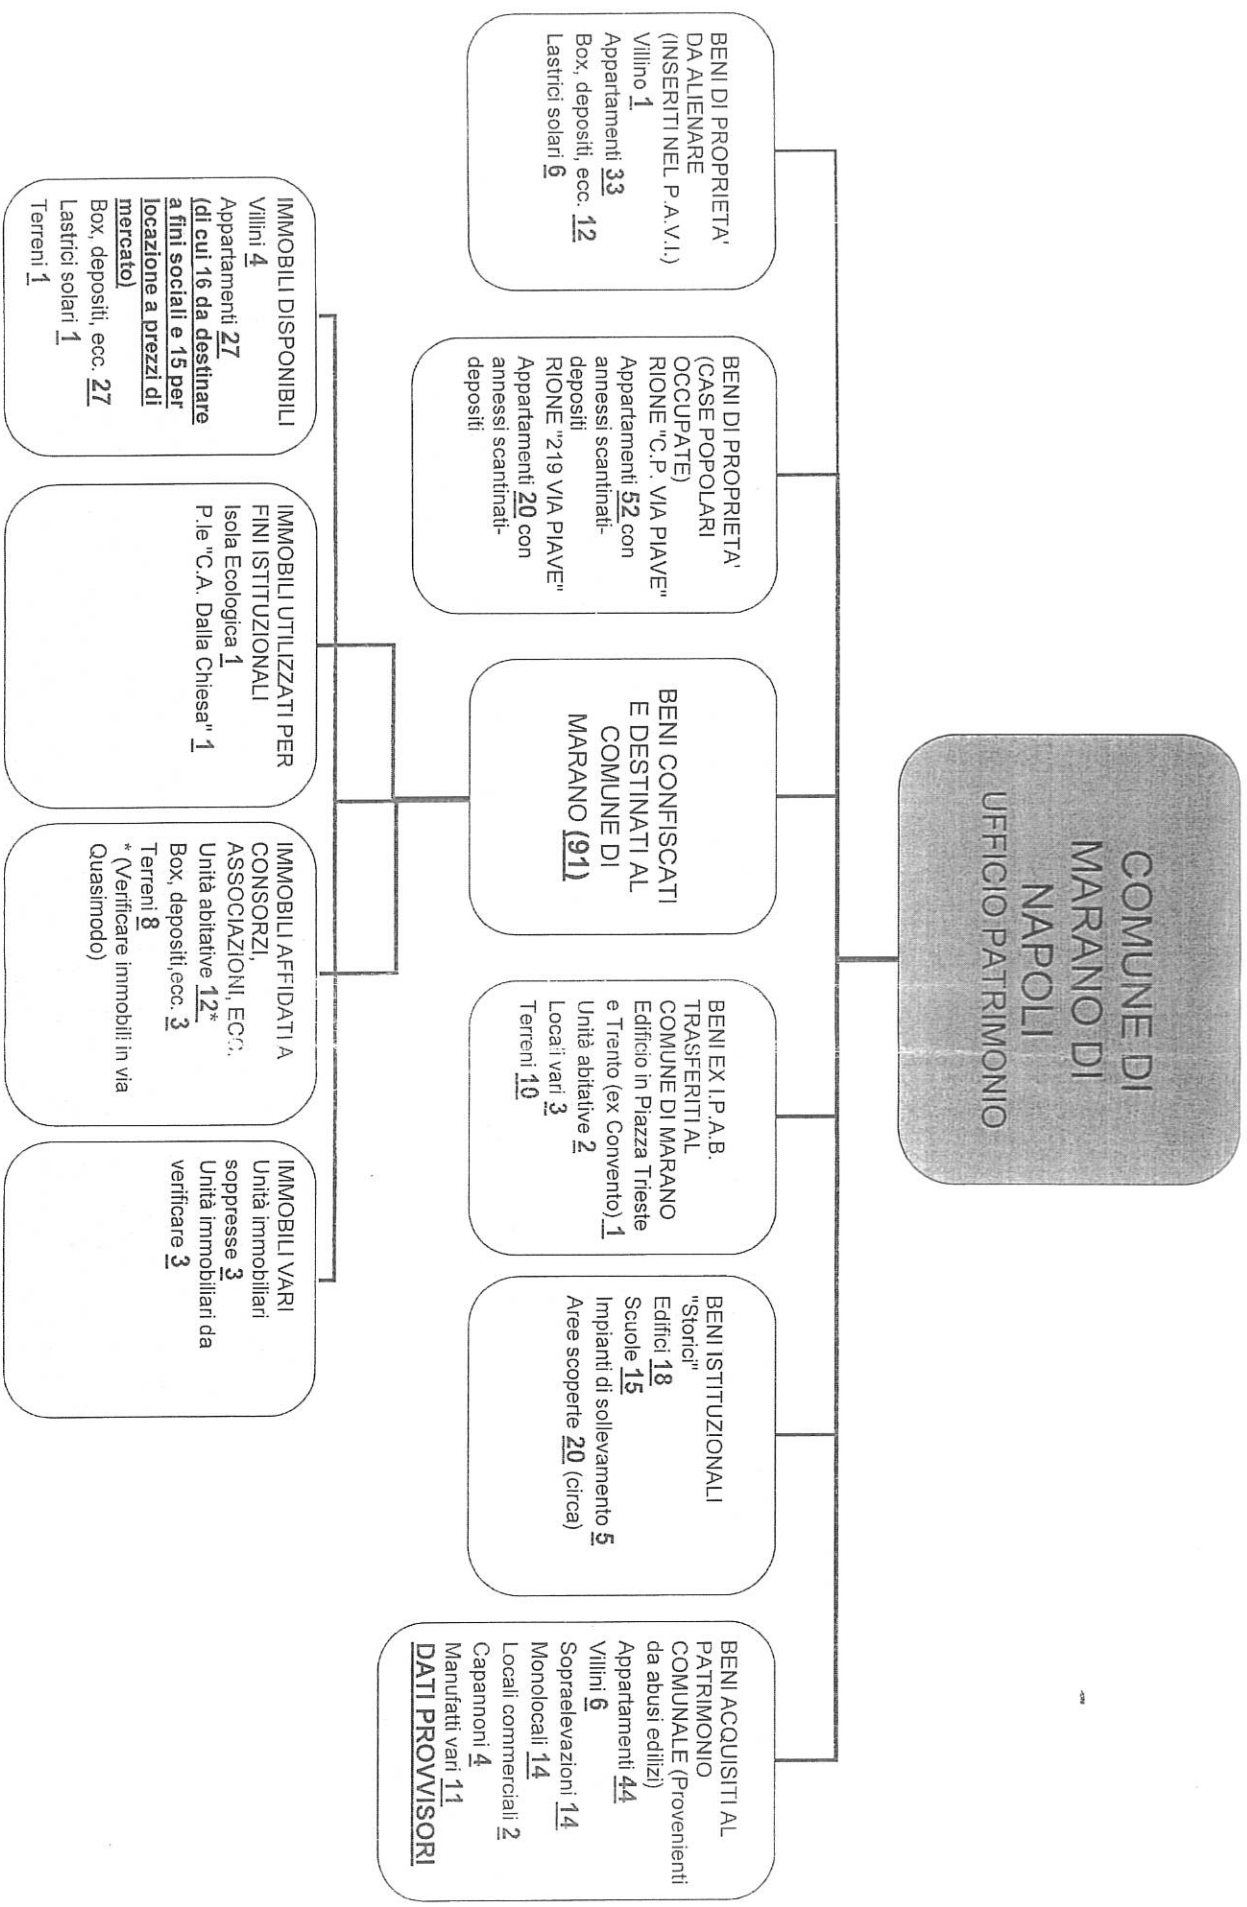 COMUNE DI
MARANO DI
NAPOLI
UFFICIO PATRIMONIO
BENI DI PROPRIETA'
DA ALIENARE
(INSERITI NEL P.A.V.I.)
Villino 1
Appartamenti 33
Box, depositi, ecc. 12
Lastrici solari 6
BENI DI PROPRIETA'
(CASE POPOLARI
OCCUPATE)
RIONE "C.P. VIA PIAVE"
Appartamenti 52 con
annessi scantinati-
depositi
RIONE "219 VIA PIAVE"
Appartamenti 20 con
annessi scantinati-
depositi
BENI CONFISCATI
E DESTINATI AL
COMUNE DI
MARANO (91)
BENI EX I.P.A.B.
TRASFERITI AL
COMUNE DI MARANO
Edificio in Piazza Trieste
e Trento (ex Convento) 1
Unità abitative 2
Locali vari 3
Terreni 10
BENI ISTITUZIONALI
"Storici"
Edifici 18
Scuole 15
Impianti di sollevamento 5
Aree scoperte 20 (circa)
BENI ACQUISITI AL
PATRIMONIO
COMUNALE (Provenienti
da abusi edilizi)
Appartamenti 44
Villini 6
Sopraelevazioni 14
Monolocali 14
Locali commerciali 2
Capannoni 4
Manufatti vari 11
DATI PROVVISORI
IMMOBILI DISPONIBILI
Villini 4
Appartamenti 27
(di cui 16 da destinare
a fini sociali e 15 per
locazione a prezzi di
mercato)
Box, depositi, ecc. 27
Lastrici solari 1
Terreni 1
IMMOBILI UTILIZZATI PER
FINI ISTITUZIONALI
Isola Ecologica 1
P.le "C.A. Dalla Chiesa" 1
IMMOBILI AFFIDATI A
CONSORZI,
ASSOCIAZIONI, ECC.
Unità abitative 12*
Box, depositi,ecc. 3
Terreni 8
* (Verificare immobili in via
Quasimodo)
IMMOBILI VARI
Unità immobiliari
soppresse 3
Unità immobiliari da
verificare 3